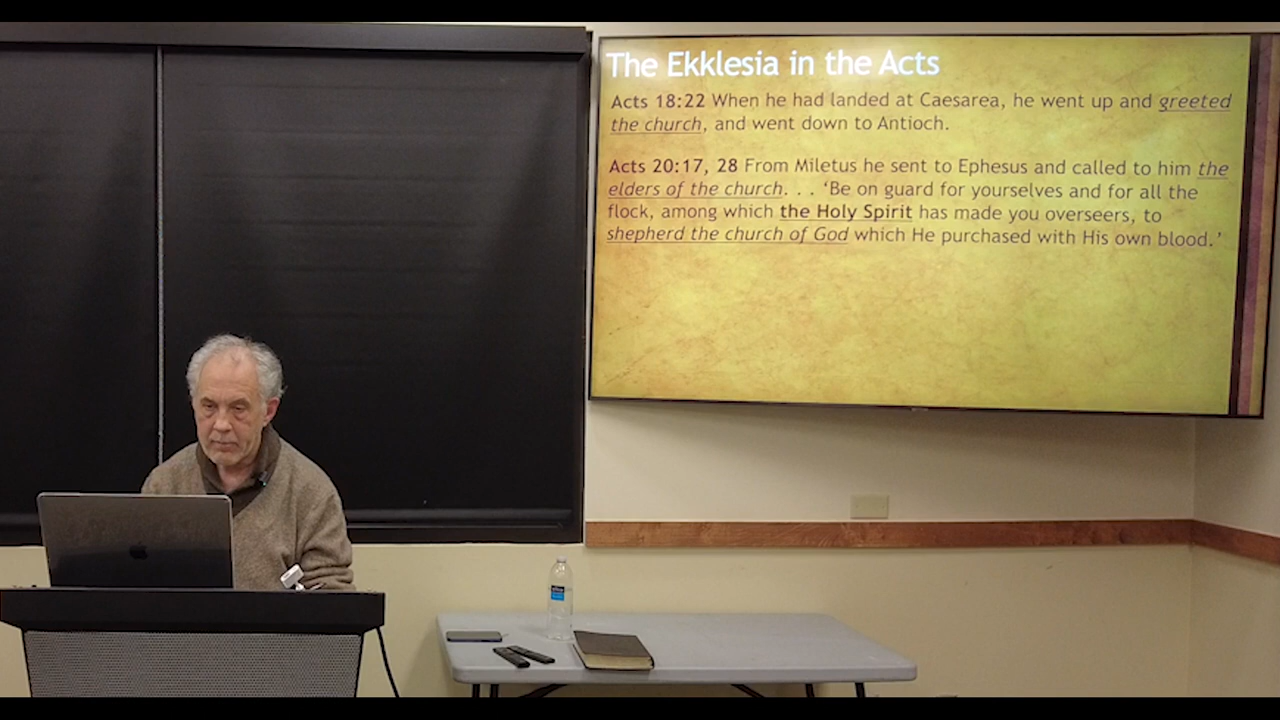 The Ekklesia in the Acts
Acts 18:22 When he had landed at Caesarea, he went up and greeted
the church, and went down to Antioch.
Acts 20:17, 28 From Miletus he sent to Ephesus and called to him the
elders of the church. . . ‘Be on guard for yourselves and for all the
flock, among which the Holy Spirit has made you overseers, to
shepherd the church of God which He purchased with His own blood.’